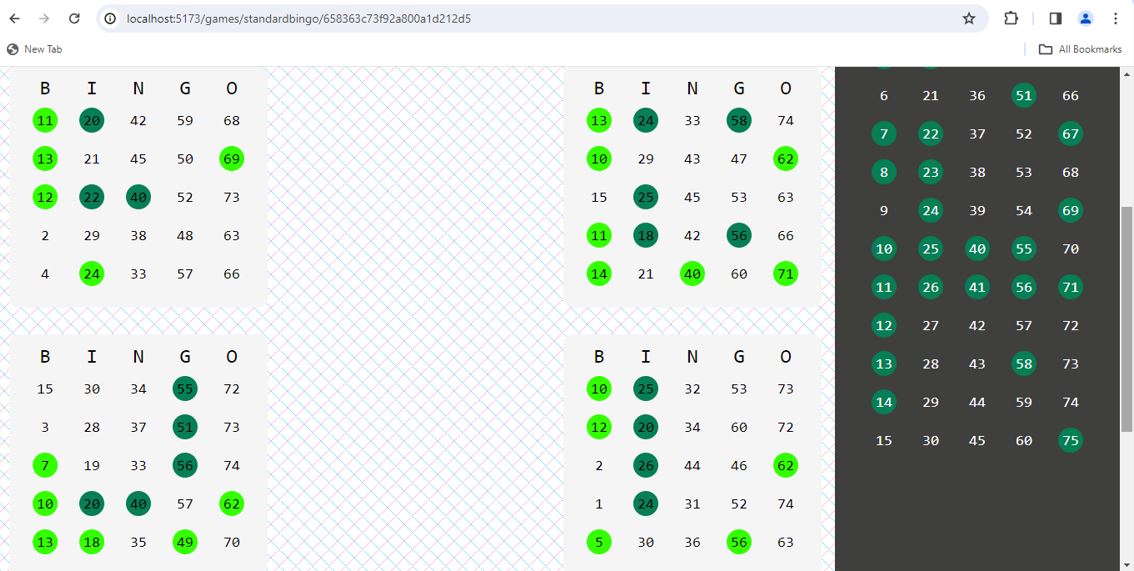 localhost:5173/games/standardbingo/658363c73f92a800a1d212d5
New Tab
All Bookmarks
B I N G O
11 20 42 59 68
13 21 45 50 69
12 22 40 52 73
2 29 38 48 63
4 24 33 57 66
B I N G O
13 24 33 58 74
10 29 43 47 62
15 25 45 53 63
11 18 42 56 66
14 21 40 60 71
B I N G O
15 30 34 55 72
3 28 37 51 73
7 19 33 56 74
10 20 40 57 62
13 18 35 49 70
B I N G O
10 25 32 53 73
12 20 34 60 72
2 26 44 46 62
1 24 31 52 74
5 30 36 56 63
6 21 36 51 66
7 22 37 52 67
8 23 38 53 68
9 24 39 54 69
10 25 40 55 70
11 26 41 56 71
12 27 42 57 72
13 28 43 58 73
14 29 44 59 74
15 30 45 60 75